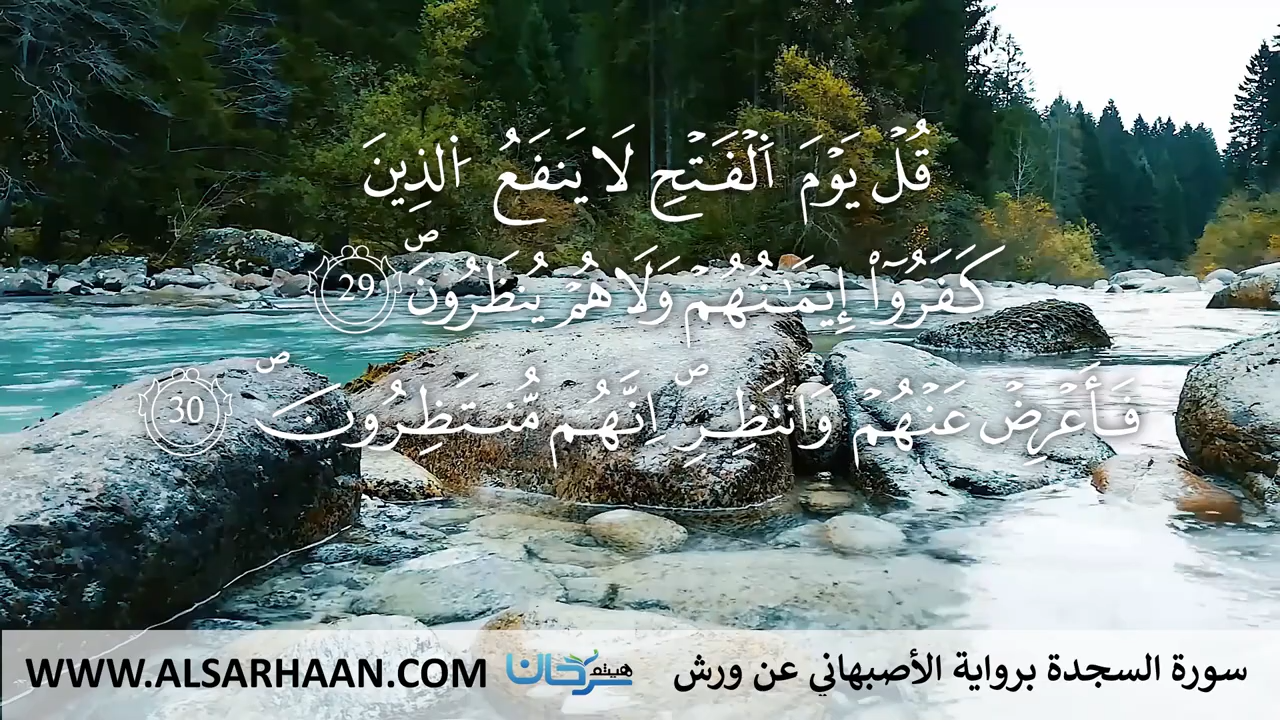 قُلۡ يَوۡمَ اَ۬لۡفَتۡحِ لَا يَنفَعُ اُ۬لذِينَ
كَفَرُوٓاْ إِيمَٰنُهُمۡ وَلَا هُمۡ يُنظَرُونَۖ 29
فَأَعۡرِضۡ عَنۡهُمۡ وَانتَظِرِۖ اِنَّهُم مُّنتَظِرُونَۖ 30
سورة السجدة برواية الأصبهاني عن ورش
هيثم سرحان
WWW.ALSARHAAN.COM